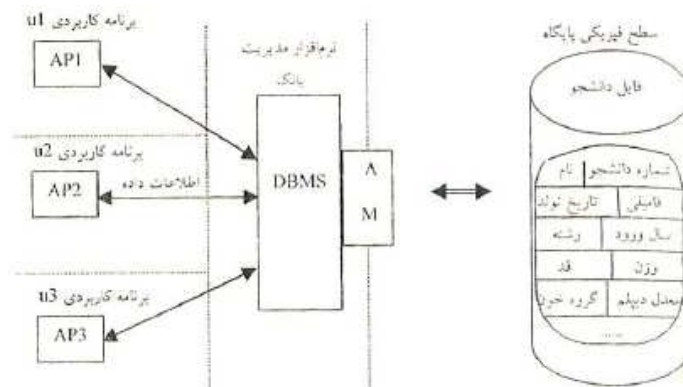 برنامه کاربردی u1
AP1
برنامه کاربردی u2
AP2
اطلاعات داده
برنامه کاربردی u3
AP3
نرم‌افزار مدیریت
بانک
DBMS
A
M
سطح فیزیکی پایگاه
فایل دانشجو
شماره دانشجو نام
فامیلی تاریخ تولد
سال ورود رشته
وزن قد
معدل دیپلم گروه خون
......